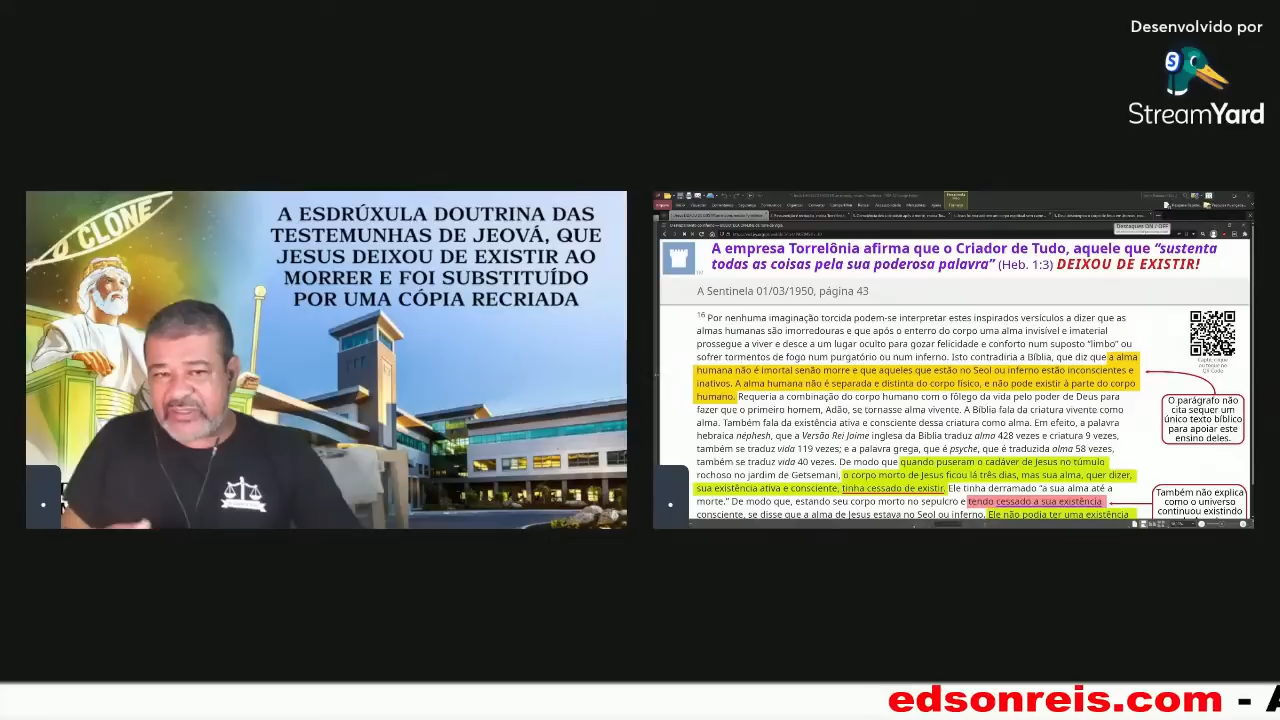 Desenvolvido por
StreamYard
CLONE
A ESDRÚXULA DOUTRINA DAS
TESTEMUNHAS DE JEOVÁ, QUE
JESUS DEIXOU DE EXISTIR AO
MORRER E FOI SUBSTITUÍDO
POR UMA CÓPIA RECRIADA
Destaques ON / OFF
A empresa Torrelônia afirma que o Criador de Tudo, aquele que “sustenta
todas as coisas pela sua poderosa palavra” (Heb. 1:3) DEIXOU DE EXISTIR!
A Sentinela 01/03/1950, página 43
16 Por nenhuma imaginação torcida podem-se interpretar estes inspirados versículos a dizer que as
almas humanas são imorredouras e que após o enterro do corpo uma alma invisível e imaterial
prossegue a viver e desce a um lugar oculto para gozar felicidade e conforto num suposto “limbo” ou
sofrer tormentos de fogo num purgatório ou num inferno. Isto contradiria a Bíblia, que diz que a alma
humana não é imortal senão morre e que aqueles que estão no Seol ou inferno estão inconscientes e
inativos. A alma humana não é separada e distinta do corpo físico, e não pode existir à parte do corpo
humano. Requeria a combinação do corpo humano com o fôlego da vida pelo poder de Deus para
fazer que o primeiro homem, Adão, se tornasse alma vivente. A Bíblia fala da criatura vivente como
alma. Também fala da existência ativa e consciente dessa criatura como alma. Em efeito, a palavra
hebraica néphesh, que a Versão Rei Jaime inglesa da Bíblia traduz alma 428 vezes e criatura 9 vezes,
também se traduz vida 119 vezes; e a palavra grega, que é psyche, que é traduzida alma 58 vezes,
também se traduz vida 40 vezes. De modo que quando puseram o cadáver de Jesus no túmulo
rochoso no jardim de Getsemani, o corpo morto de Jesus ficou lá três dias, mas sua alma, quer dizer,
sua existência ativa e consciente, tinha cessado de existir. Ele tinha derramado “a sua alma até a
morte.” De modo que, estando seu corpo morto no sepulcro e tendo cessado a sua existência
consciente, se disse que a alma de Jesus estava no Seol ou inferno. Ele não podia ter uma existência
O parágrafo não
cita sequer um
único texto bíblico
para apoiar este
ensino deles.
Também não explica
como o universo
continuou existindo
edsonreis.com - A